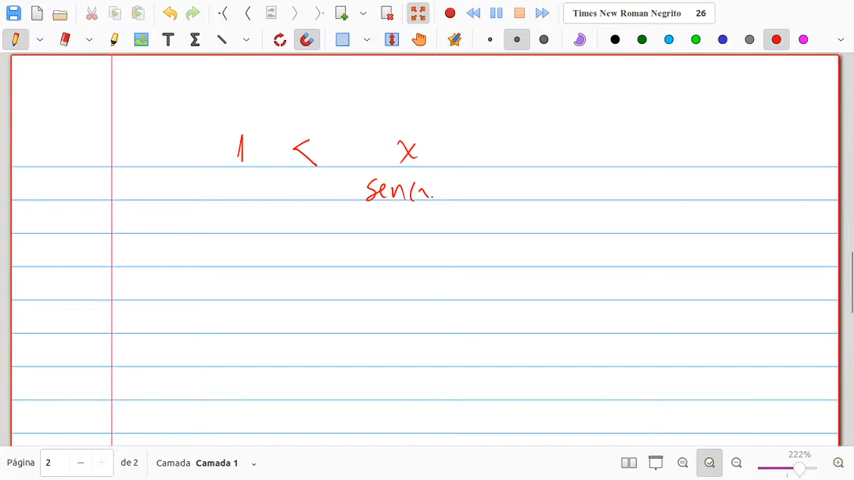 Times New Roman Negrito 26
1 < x
sen(
Página 2 de 2 Camada Camada 1
222%